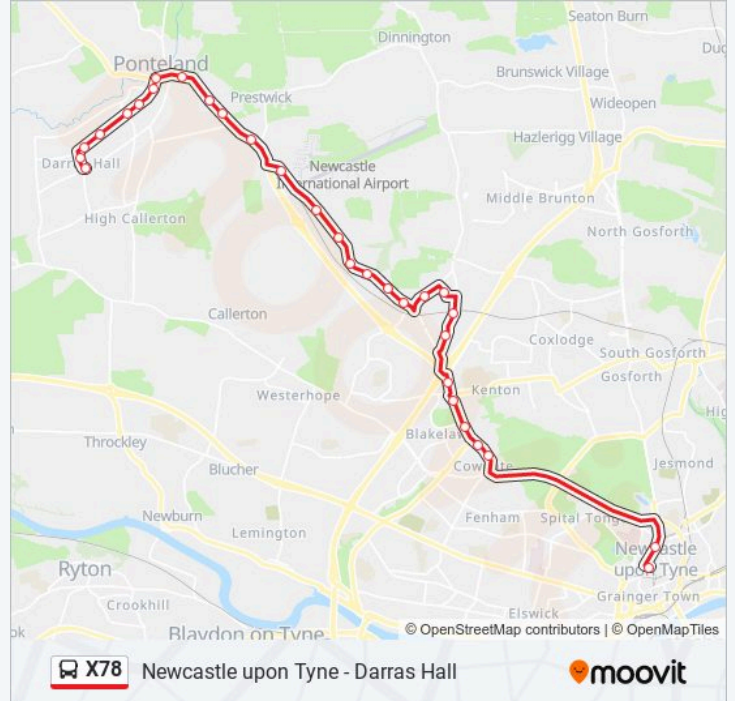 Seaton Burn
Dinnington
Ponteland
Brunswick Village
Prestwick
Wideopen
Hazlerigg Village
Darras Hall
Newcastle
International Airport
Middle Brunton
High Callerton
North Gosforth
Callerton
Coxlodge
South Gosforth
Gosforth
Kenton
Westerhope
Blakelaw
Throckley
Cowgate
Jesmond
Blucher
Newburn
Fenham
Spital Tongues
Lemington
Newcastle
upon Tyne
Ryton
Grainger Town
Crookhill
Elswick
Blaydon on Tyne
© OpenStreetMap contributors | © OpenMapTiles
X78 Newcastle upon Tyne - Darras Hall
moovit